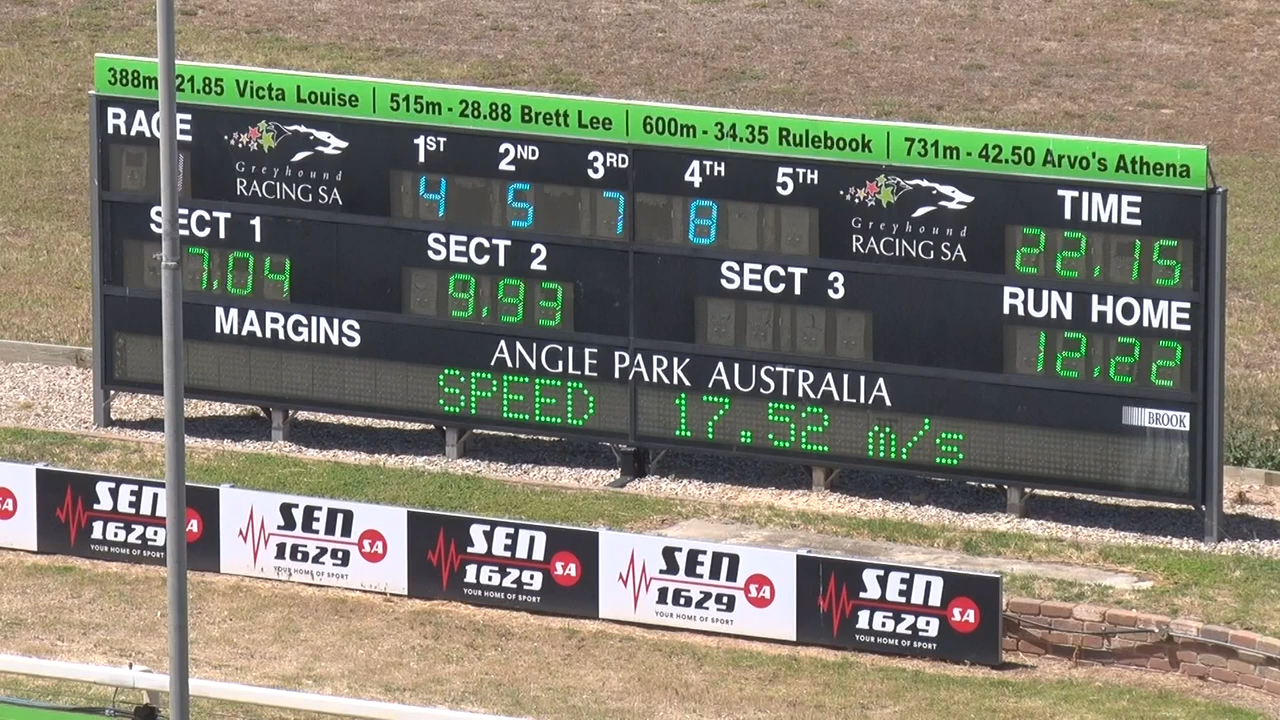 388m - 21.85 Victa Louise | 515m - 28.88 Brett Lee | 600m - 34.35 Rulebook | 731m - 42.50 Arvo's Athena
RACE
Greyhound
RACING SA
1ST 2ND 3RD 4TH 5TH
4 5 7 8
Greyhound
RACING SA
TIME
22.15
SECT 1
7.04
SECT 2
9.93
SECT 3
RUN HOME
12.22
MARGINS
ANGLE PARK AUSTRALIA
SPEED 17.52 m/s
BROOK
SA
SEN
1629 SA
YOUR HOME OF SPORT
SEN
1629 SA
YOUR HOME OF SPORT
SEN
1629 SA
YOUR HOME OF SPORT
SEN
1629 SA
YOUR HOME OF SPORT
SEN
1629 SA
YOUR HOME OF SPORT